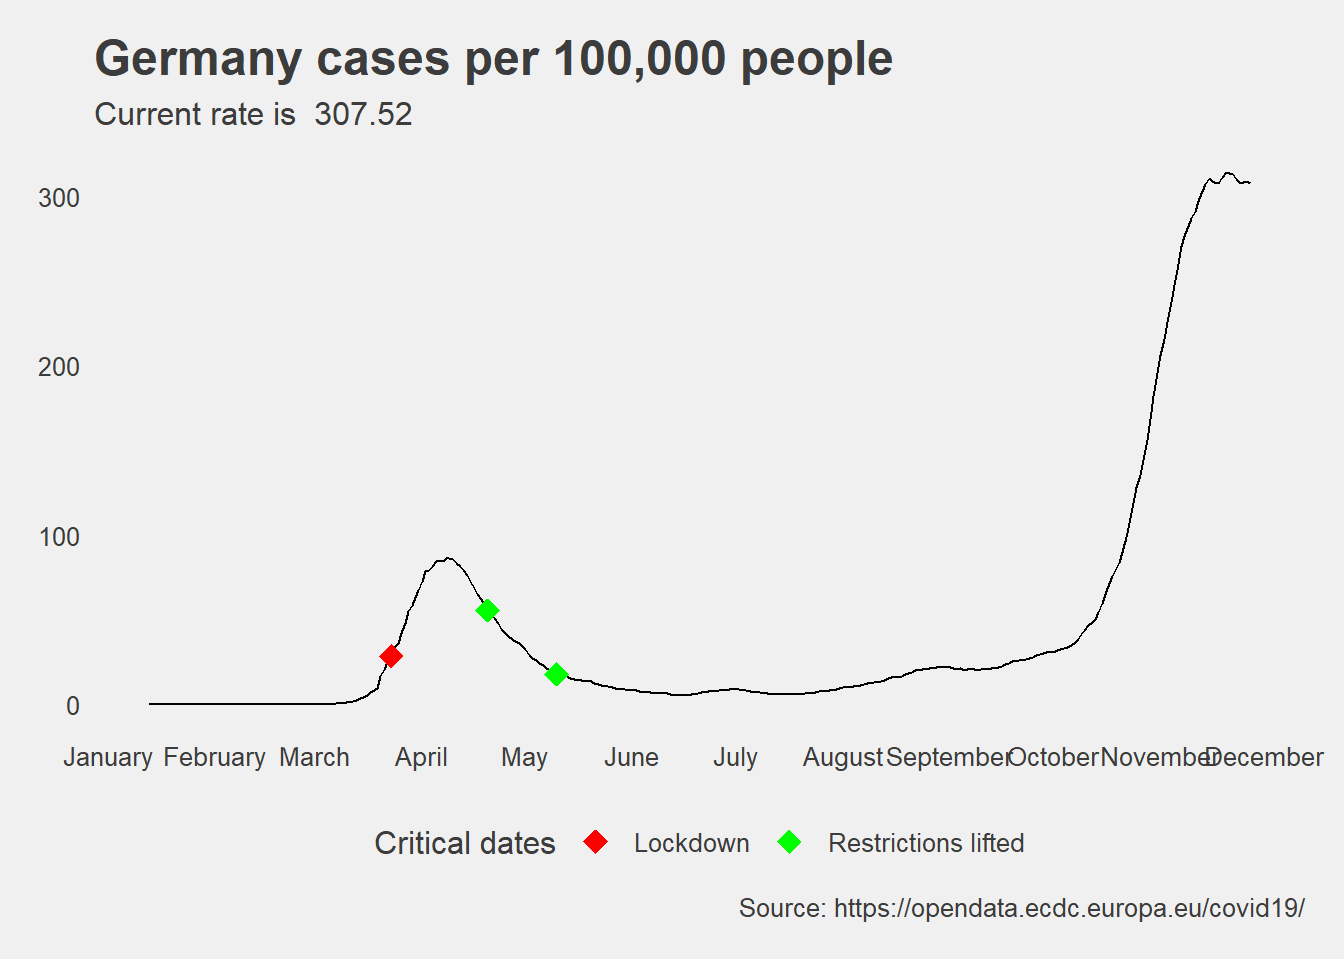 Germany cases per 100,000 people
Current rate is  307.52
300
200
100
0
January February March April May June July August September October November December
Critical dates Lockdown Restrictions lifted
Source: https://opendata.ecdc.europa.eu/covid19/